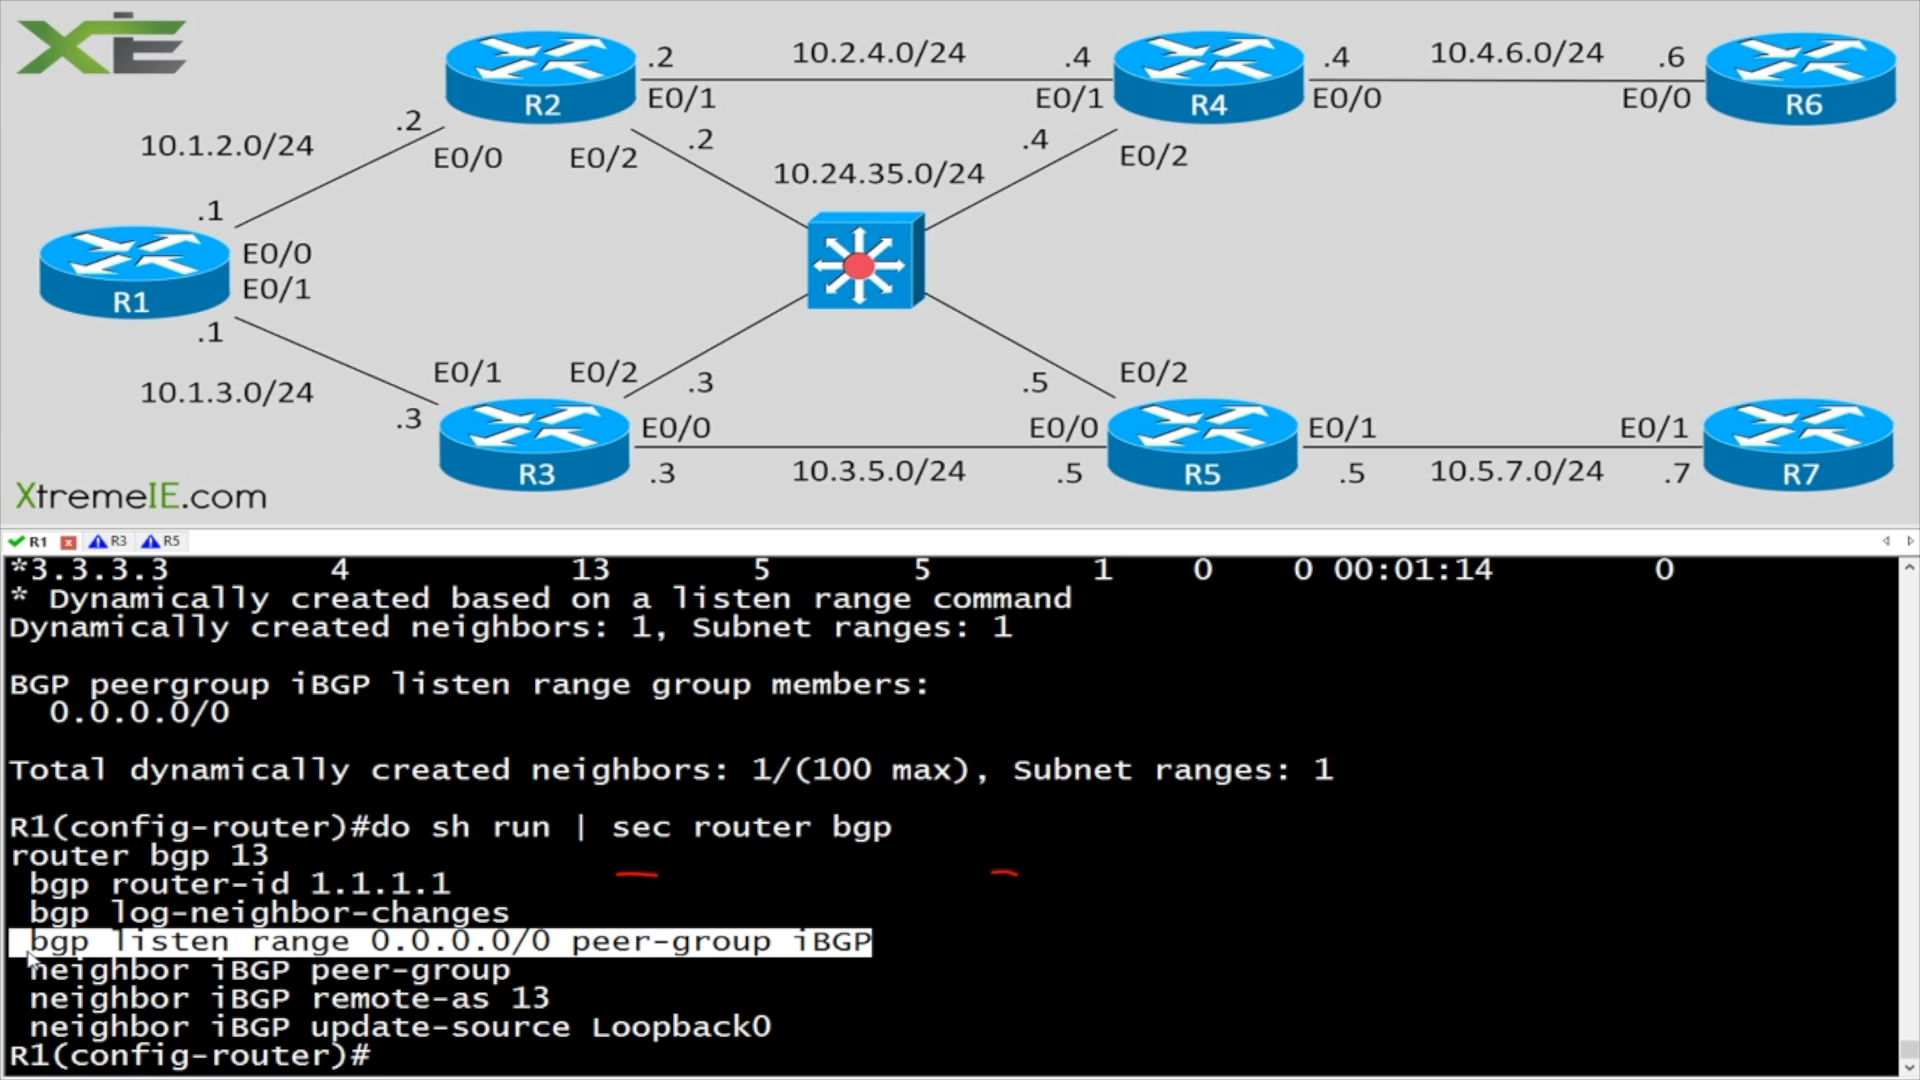 XIE
.2 10.2.4.0/24 .4 .4 10.4.6.0/24 .6
R2 E0/1 E0/1 R4 E0/0 E0/0 R6
10.1.2.0/24 .2 E0/0 E0/2 .2 .4 E0/2
10.24.35.0/24
.1
E0/0
E0/1
R1
.1
10.1.3.0/24 .3 E0/1 E0/2 .3 .5 E0/2
E0/0 E0/0 E0/1 E0/1
R3 .3 10.3.5.0/24 .5 R5 .5 10.5.7.0/24 .7 R7
XtremeIE.com
R1 x R3 R5
*3.3.3.3 4 13 5 5 1 0 0 00:01:14 0
* Dynamically created based on a listen range command
Dynamically created neighbors: 1, Subnet ranges: 1
BGP peergroup iBGP listen range group members:
0.0.0.0/0
Total dynamically created neighbors: 1/(100 max), Subnet ranges: 1
R1(config-router)#do sh run | sec router bgp
router bgp 13
bgp router-id 1.1.1.1
bgp log-neighbor-changes
bgp listen range 0.0.0.0/0 peer-group iBGP
neighbor iBGP peer-group
neighbor iBGP remote-as 13
neighbor iBGP update-source Loopback0
R1(config-router)#